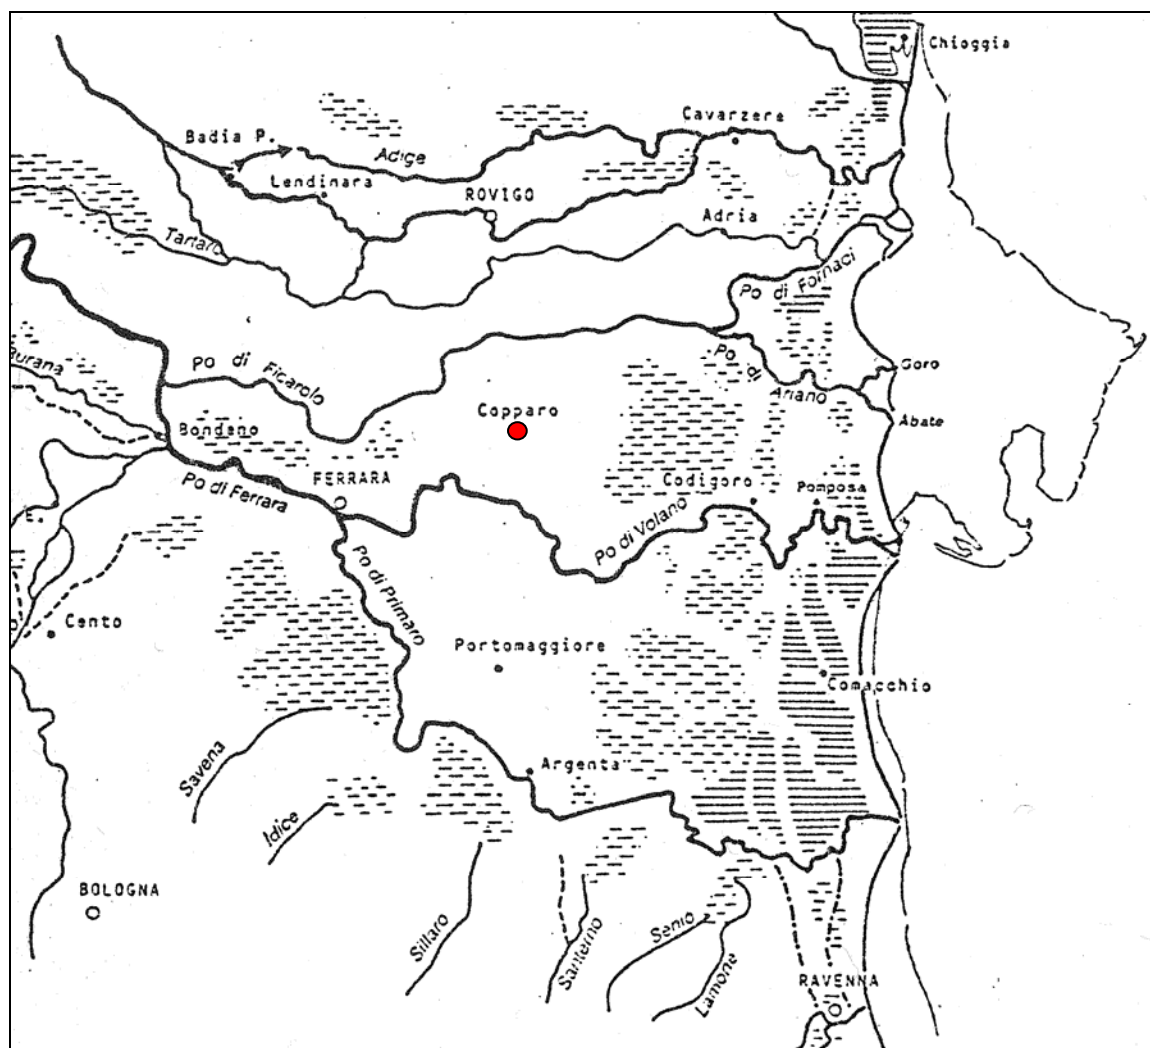 Chioggia
Cavarzere
Badia P.
Adige
Lendinara
ROVIGO
Adria
Tartaro
Po di Fornaci
Burana
Po di Ficarolo
Po di Ariano
Goro
Copparo
Abate
Bondeno
FERRARA
Codigoro
Pomposa
Po di Ferrara
E.
Po di Volano
Po di Primaro
Cento
Portomaggiore
Comacchio
Savena
Argenta
Idice
BOLOGNA
Sillaro
Santerno
Senio
Lamone
RAVENNA